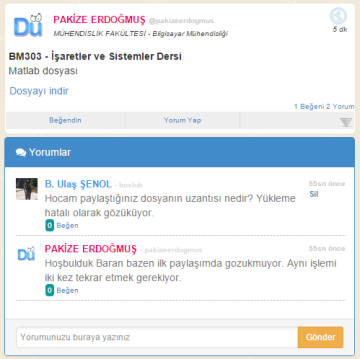 Dü
PAKİZE ERDOĞMUŞ @pakizeerdogmus
MÜHENDİSLİK FAKÜLTESİ - Bilgisayar Mühendisliği
5 dk
BM303 - İşaretler ve Sistemler Dersi
Matlab dosyası
Dosyayı indir
1 Beğeni 2 Yorum
Beğendin
Yorum Yap
Yorumlar
B. Ulaş ŞENOL
55sn önce
Sil
Hocam paylaştığınız dosyanın uzantısı nedir? Yükleme
hatalı olarak gözüküyor.
0 Beğen
Dü
PAKİZE ERDOĞMUŞ - pakizeerdogmus
55sn önce
Hoşbulduk Baran bazen ilk paylaşımda gozukmuyor. Aynı işlemi
iki kez tekrar etmek gerekiyor.
0 Beğen
Yorumunuzu buraya yazınız
Gönder